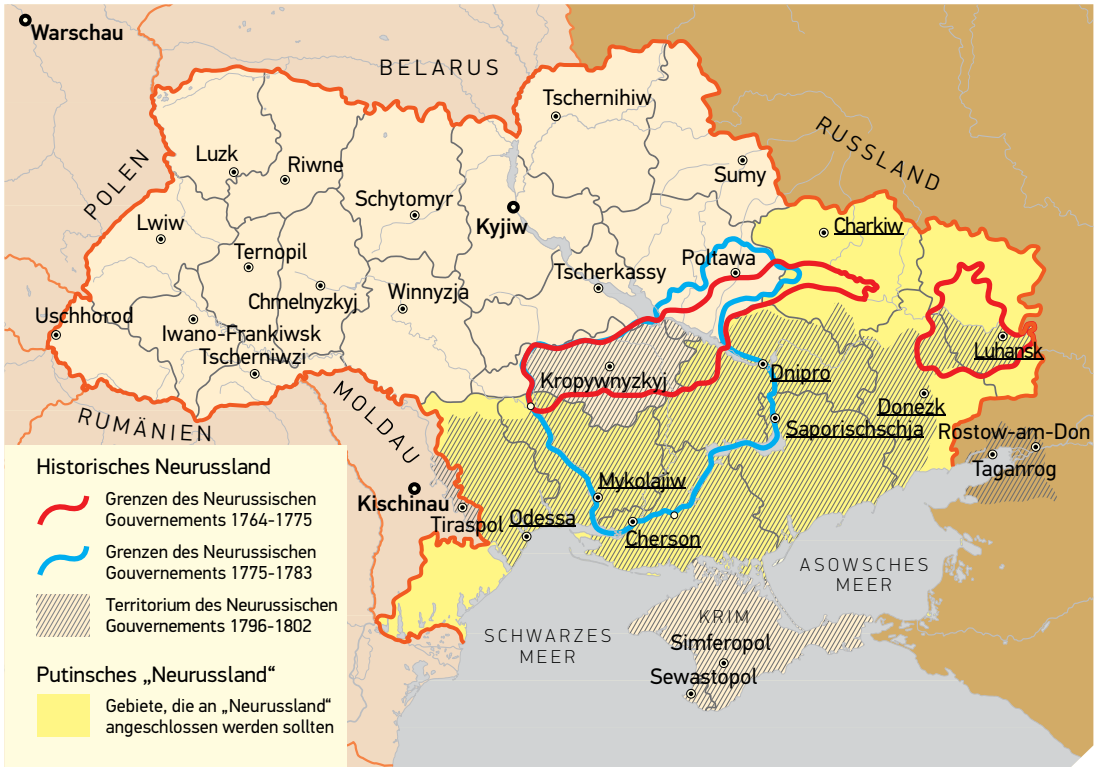 Warschau
BELARUS
Tschernihiw
RUSSLAND
POLEN
Luzk
Riwne
Sumy
Schytomyr
Kyjiw
Lwiw
Charkiw
Ternopil
Poltawa
Tscherkassy
Chmelnyzkyj
Winnyzja
Uschhorod
Iwano-Frankiwsk
Tscherniwzi
Luhansk
Kropywnyzkyj
Dnipro
Donezk
MOLDAU
RUMÄNIEN
Saporischschja
Rostow-am-Don
Taganrog
Mykolajiw
Kischinau
Tiraspol
Odessa
Cherson
ASOWSCHES
MEER
KRIM
Simferopol
SCHWARZES
MEER
Sewastopol
Historisches Neurussland
Grenzen des Neurussischen
Gouvernements 1764-1775
Grenzen des Neurussischen
Gouvernements 1775-1783
Territorium des Neurussischen
Gouvernements 1796-1802
Putinsches „Neurussland“
Gebiete, die an „Neurussland“
angeschlossen werden sollten